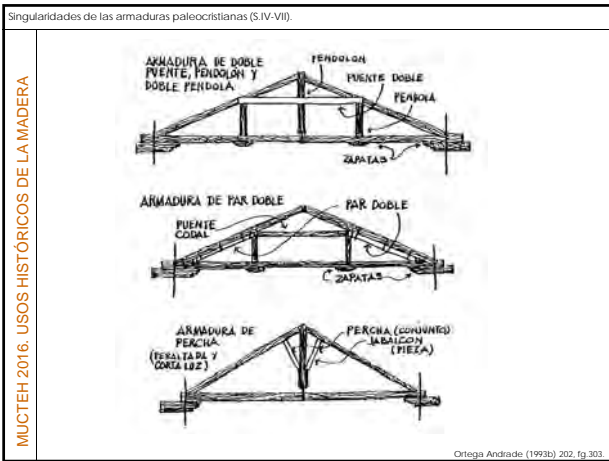 Singularidades de las armaduras paleocristianas (S.IV-VII).
MUCTEH 2016. USOS HISTÓRICOS DE LA MADERA
ARMADURA DE DOBLE
PUENTE, PENDOLON Y
DOBLE PENDOLA
PENDOLON
PUENTE DOBLE
PENDOLA
ZAPATAS
ARMADURA DE PAR DOBLE
PAR DOBLE
PUENTE
CODAL
ZAPATAS
ARMADURA DE
PERCHA
(PERALTADA Y
CORTA LUZ)
PERCHA (CONJUNTO)
JABALCON
(PIEZA)
Ortega Andrade (1993b) 202, fg.303.